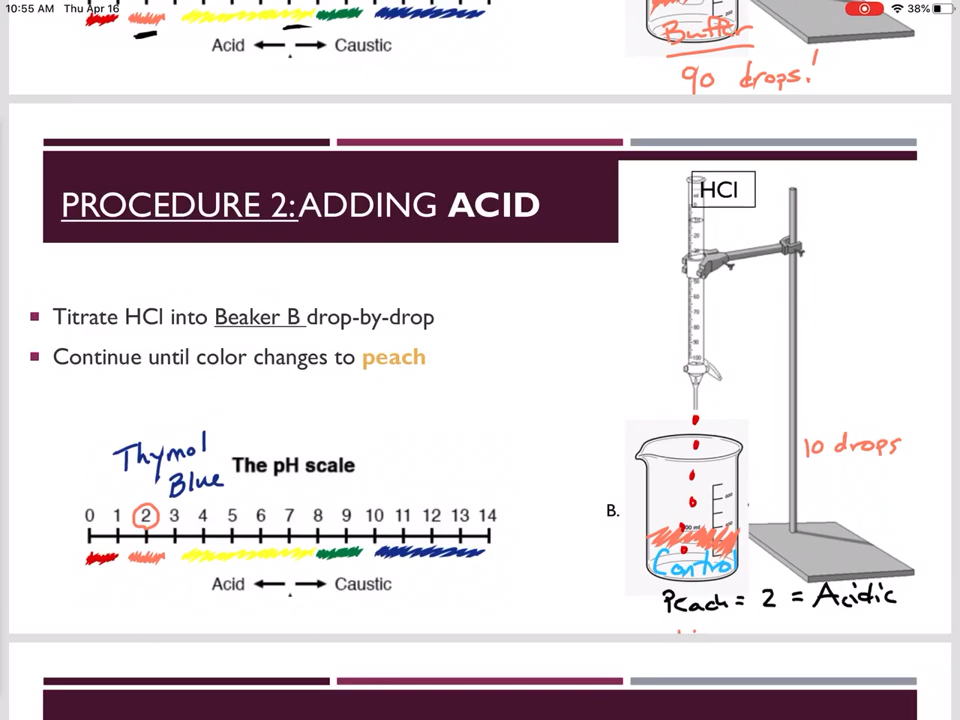 10:55 AM Thu Apr 16
38%
Acid Caustic
Buffer
90 drops!
PROCEDURE 2: ADDING ACID
HCl
Titrate HCl into Beaker B drop-by-drop
Continue until color changes to peach
Thymol
Blue
The pH scale
10 drops
0 1 2 3 4 5 6 7 8 9 10 11 12 13 14
B.
Control
Acid Caustic
Peach = 2 = Acidic